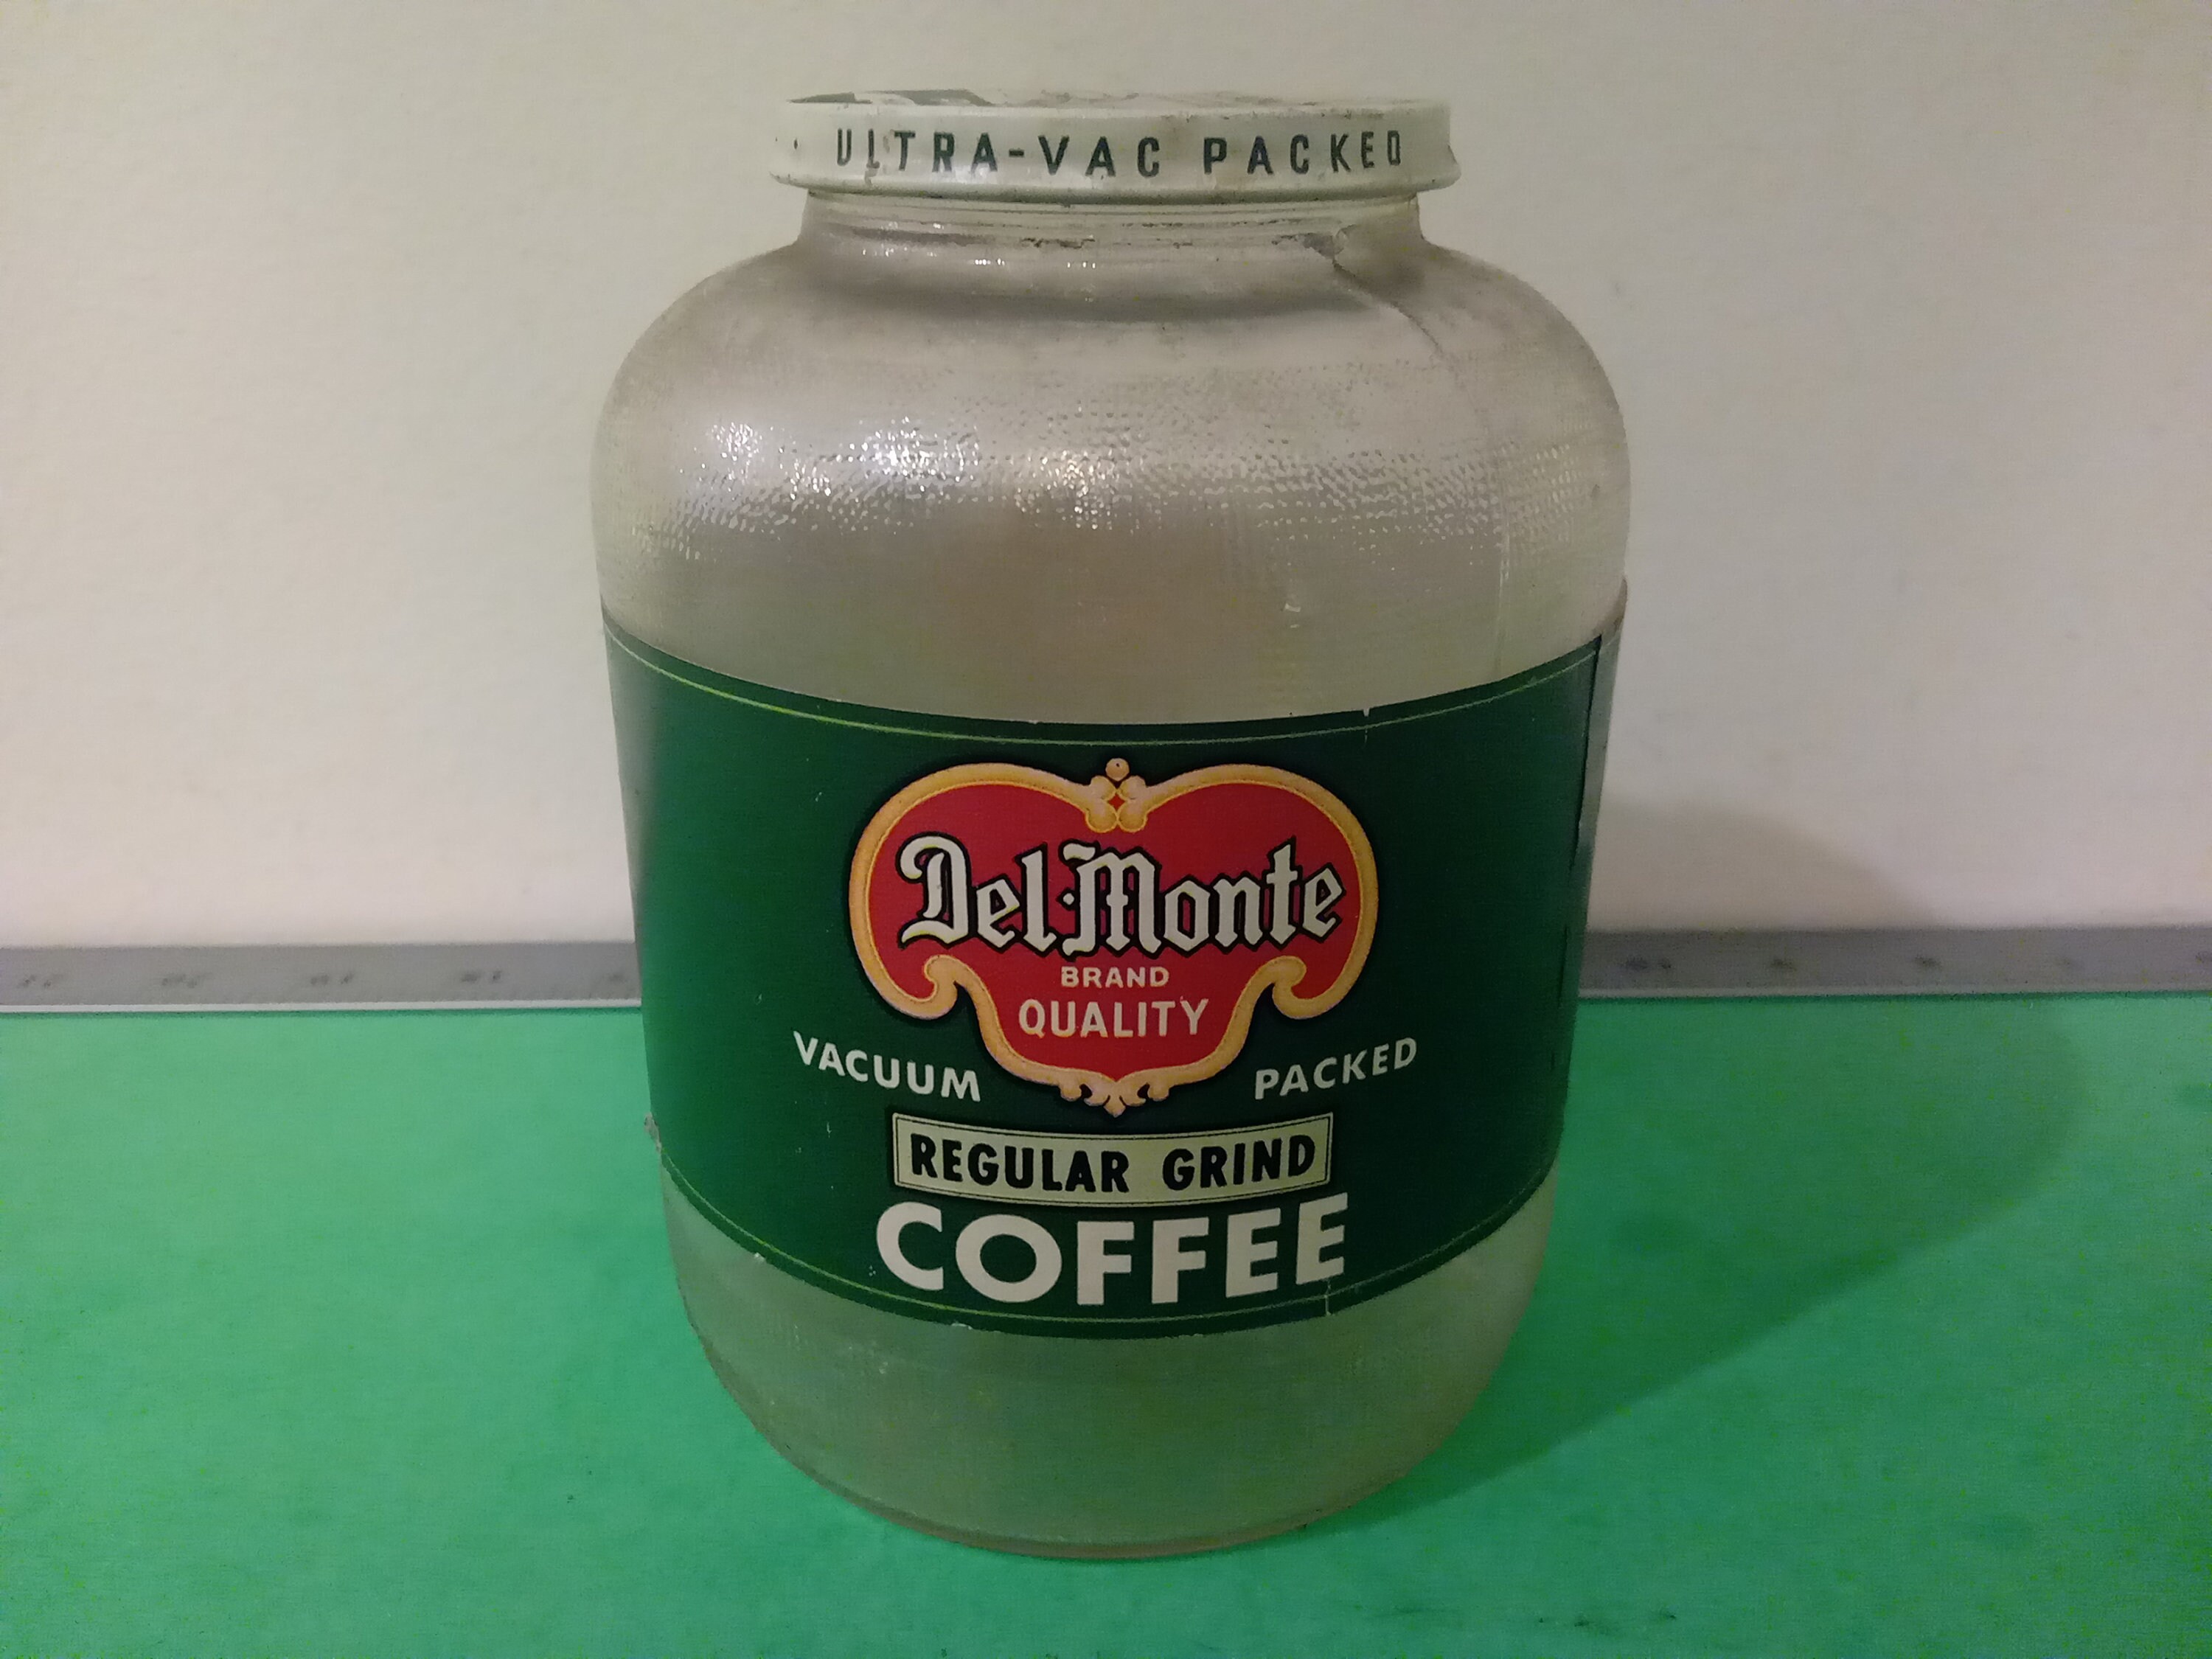 ULTRA-VAC PACKED
Del Monte
BRAND
QUALITY
VACUUM PACKED
REGULAR GRIND
COFFEE